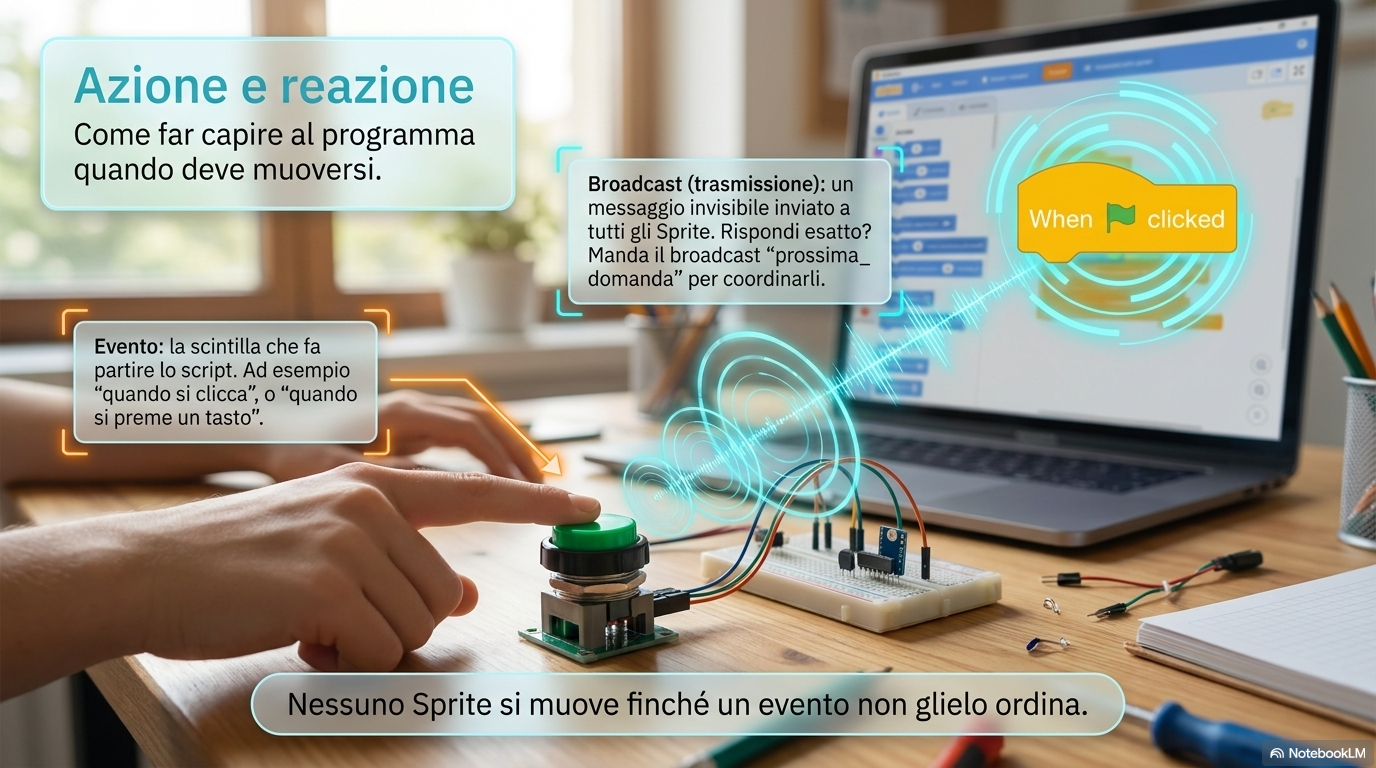 Azione e reazione
Come far capire al programma
quando deve muoversi.
Broadcast (trasmissione): un
messaggio invisibile inviato a
tutti gli Sprite. Rispondi esatto?
Manda il broadcast “prossima_
domanda” per coordinarli.
When clicked
Evento: la scintilla che fa
partire lo script. Ad esempio
“quando si clicca”, o “quando
si preme un tasto”.
Nessuno Sprite si muove finché un evento non glielo ordina.
NotebookLM